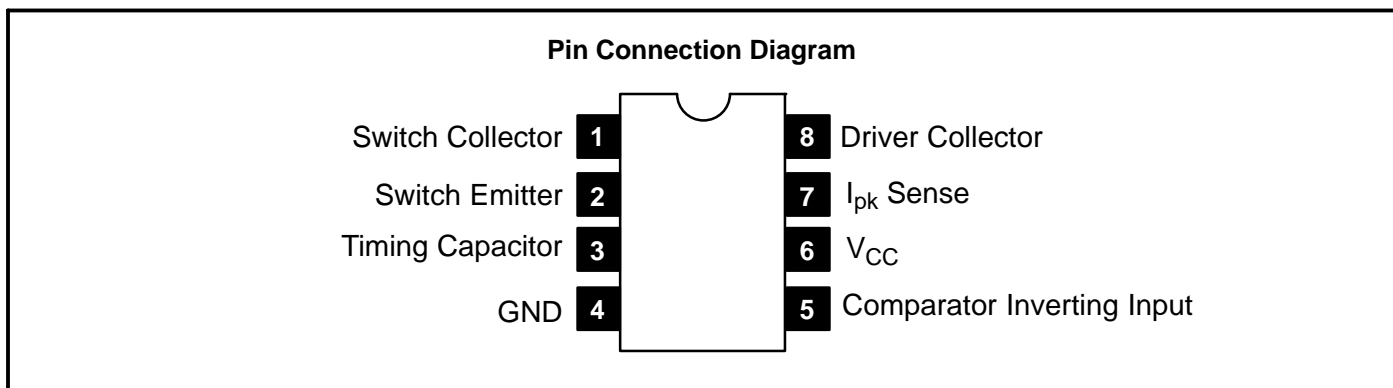 Pin Connection Diagram
Switch Collector 1 8 Driver Collector
Switch Emitter 2 7 Ipk Sense
Timing Capacitor 3 6 VCC
GND 4 5 Comparator Inverting Input